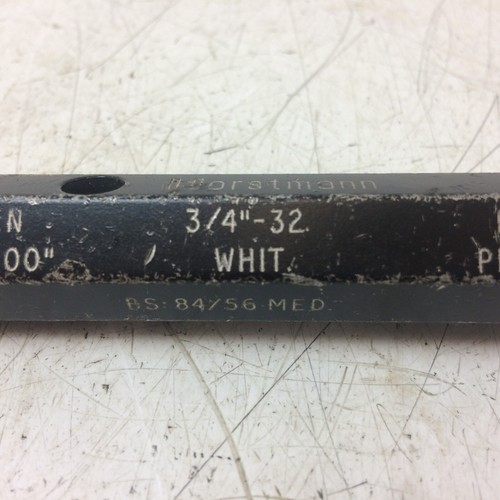 Horstmann
N 3/4"-32 
00" WHIT. P
BS: 84/56 MED.